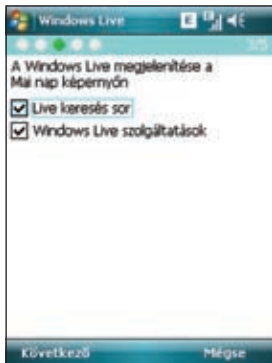 Windows Live
3/5
A Windows Live megjelenítése a
Mai nap képernyőn
Live keresés sor
Windows Live szolgáltatások
Következő Mégse